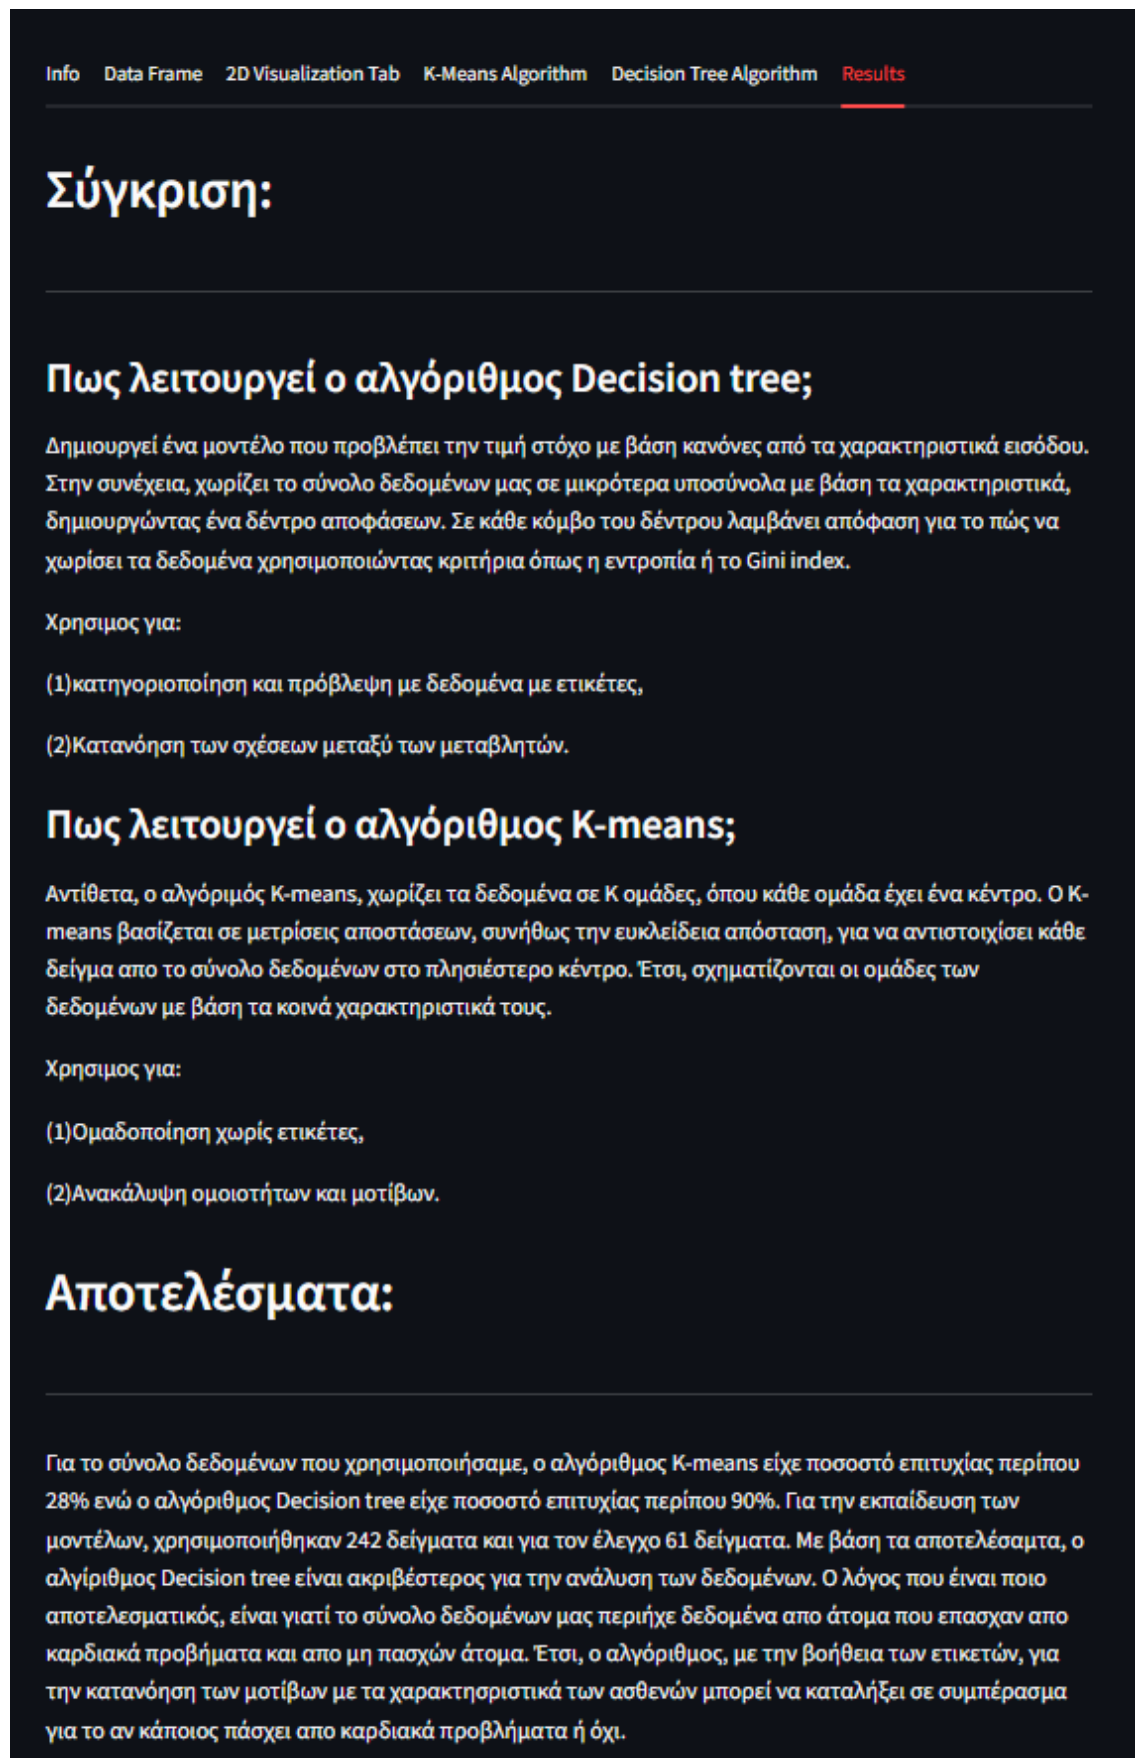 Info Data Frame 2D Visualization Tab K-Means Algorithm Decision Tree Algorithm Results
Σύγκριση:
Πως λειτουργεί ο αλγόριθμος Decision tree;
Δημιουργεί ένα μοντέλο που προβλέπει την τιμή στόχο με βάση κανόνες από τα χαρακτηριστικά εισόδου.
Στην συνέχεια, χωρίζει το σύνολο δεδομένων μας σε μικρότερα υποσύνολα με βάση τα χαρακτηριστικά,
δημιουργώντας ένα δέντρο αποφάσεων. Σε κάθε κόμβο του δέντρου λαμβάνει απόφαση για το πώς να
χωρίσει τα δεδομένα χρησιμοποιώντας κριτήρια όπως η εντροπία ή το Gini index.
Χρησιμος για:
(1)κατηγοριοποίηση και πρόβλεψη με δεδομένα με ετικέτες,
(2)Κατανόηση των σχέσεων μεταξύ των μεταβλητών.
Πως λειτουργεί ο αλγόριθμος K-means;
Αντίθετα, ο αλγόριμός K-means, χωρίζει τα δεδομένα σε Κ ομάδες, όπου κάθε ομάδα έχει ένα κέντρο. Ο K-
means βασίζεται σε μετρίσεις αποστάσεων, συνήθως την ευκλείδεια απόσταση, για να αντιστοιχίσει κάθε
δείγμα απο το σύνολο δεδομένων στο πλησιέστερο κέντρο. Έτσι, σχηματίζονται οι ομάδες των
δεδομένων με βάση τα κοινά χαρακτηριστικά τους.
Χρησιμος για:
(1)Ομαδοποίηση χωρίς ετικέτες,
(2)Ανακάλυψη ομοιοτήτων και μοτίβων.
Αποτελέσματα:
Για το σύνολο δεδομένων που χρησιμοποιήσαμε, ο αλγόριθμος K-means είχε ποσοστό επιτυχίας περίπου
28% ενώ ο αλγόριθμος Decision tree είχε ποσοστό επιτυχίας περίπου 90%. Για την εκπαίδευση των
μοντέλων, χρησιμοποιήθηκαν 242 δείγματα και για τον έλεγχο 61 δείγματα. Με βάση τα αποτελέσαμτα, ο
αλγίριθμος Decision tree είναι ακριβέστερος για την ανάλυση των δεδομένων. Ο λόγος που έιναι ποιο
αποτελεσματικός, είναι γιατί το σύνολο δεδομένων μας περιήχε δεδομένα απο άτομα που επασχαν απο
καρδιακά προβήματα και απο μη πασχών άτομα. Έτσι, ο αλγόριθμος, με την βοήθεια των ετικετών, για
την κατανόηση των μοτίβων με τα χαρακτησριστικά των ασθενών μπορεί να καταλήξει σε συμπέρασμα
για το αν κάποιος πάσχει απο καρδιακά προβλήματα ή όχι.